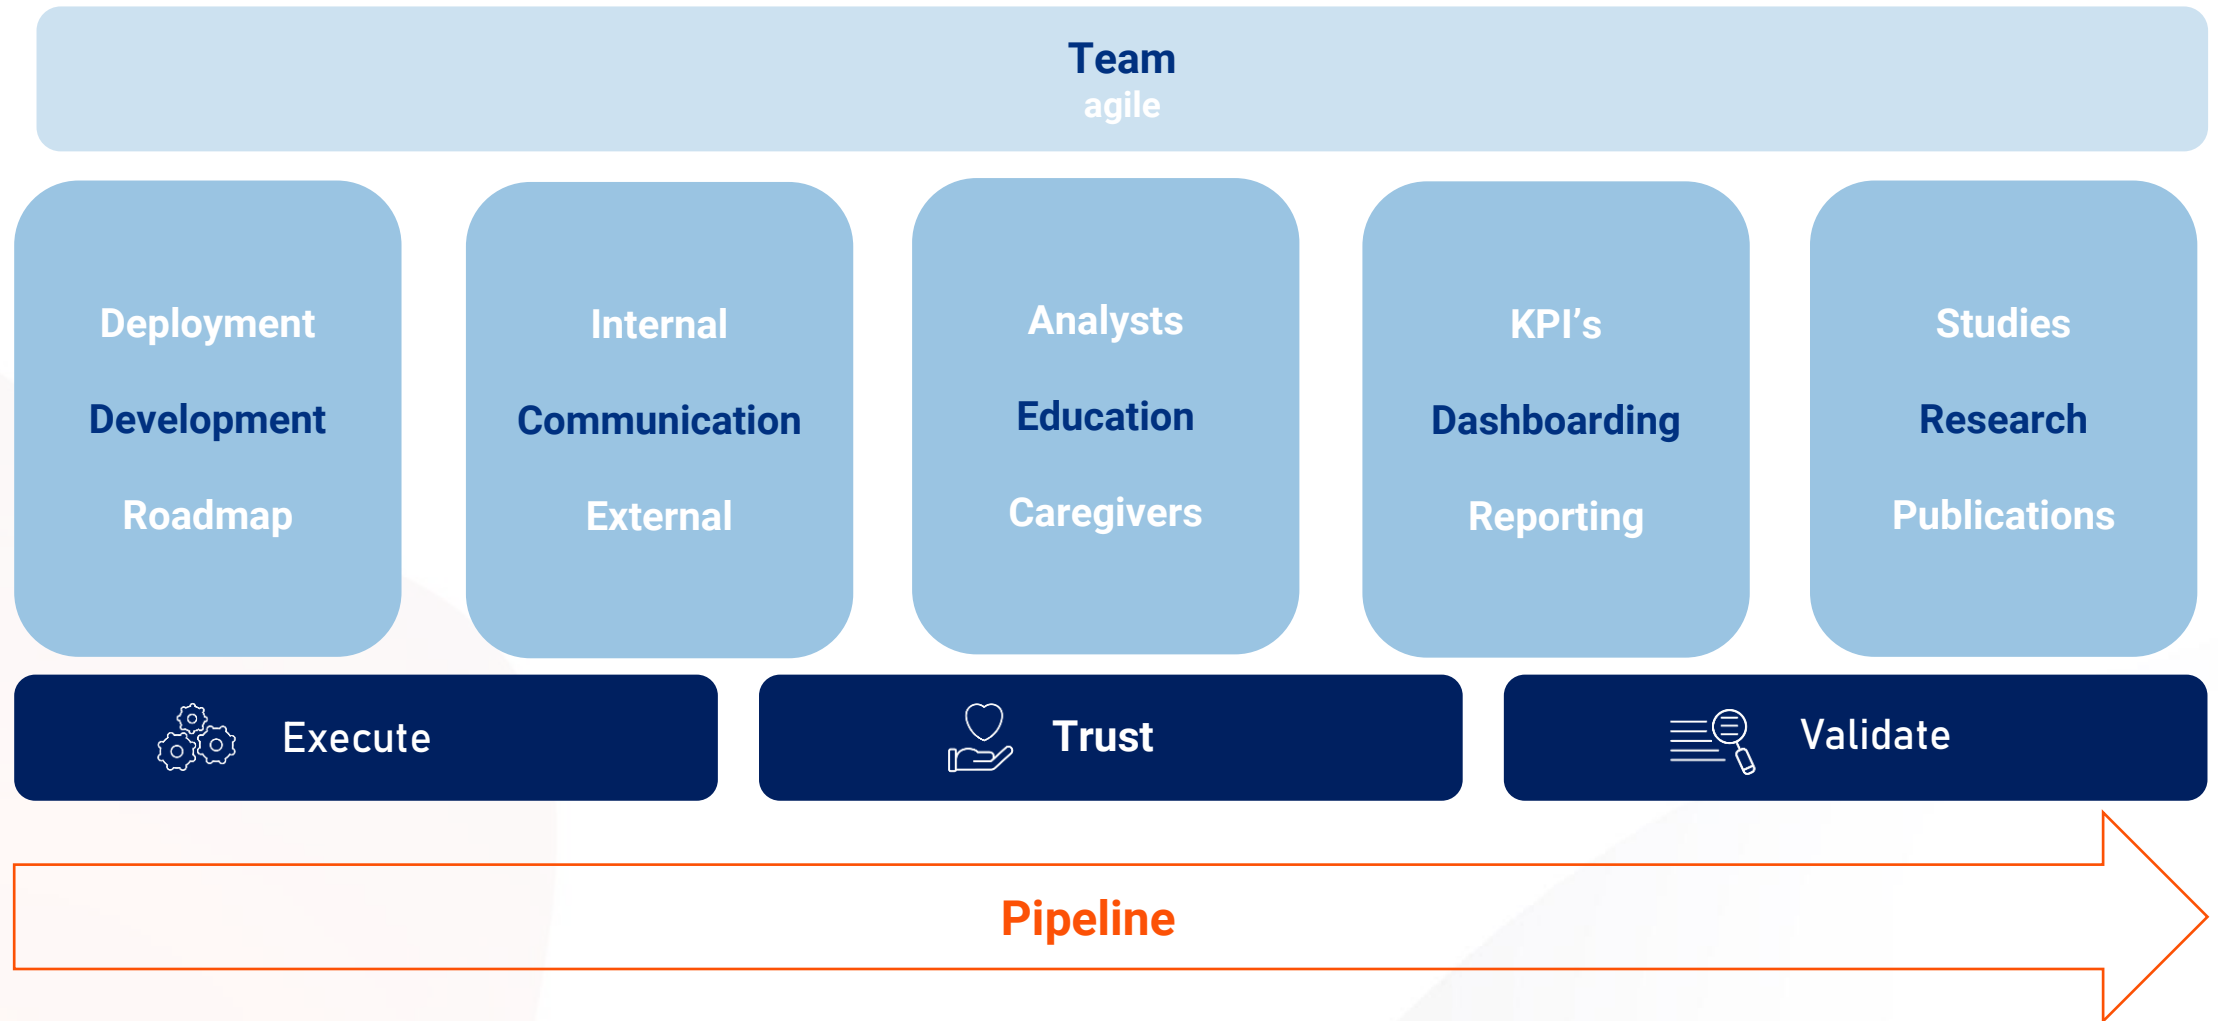 Team
agile
Deployment
Development
Roadmap
Internal
Communication
External
Analysts
Education
Caregivers
KPI’s
Dashboarding
Reporting
Studies
Research
Publications
Execute
Trust
Validate
Pipeline